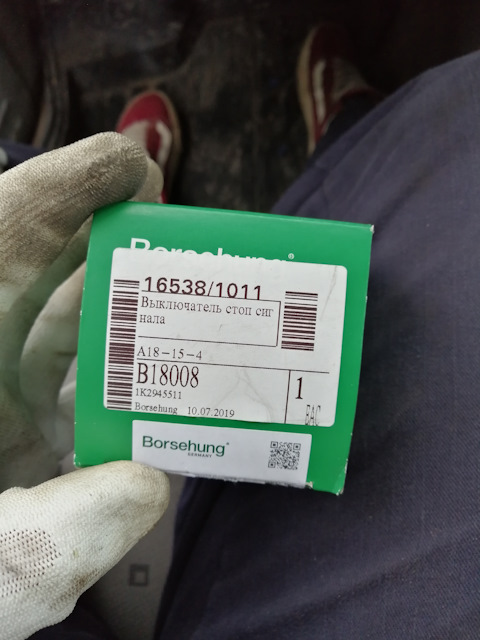 Borsehung
16538/1011
Выключатель стоп сиг
нала
A18-15-4
B18008
1
1K2945511
Borsehung 10.07.2019
EAC
Borsehung
GERMANY